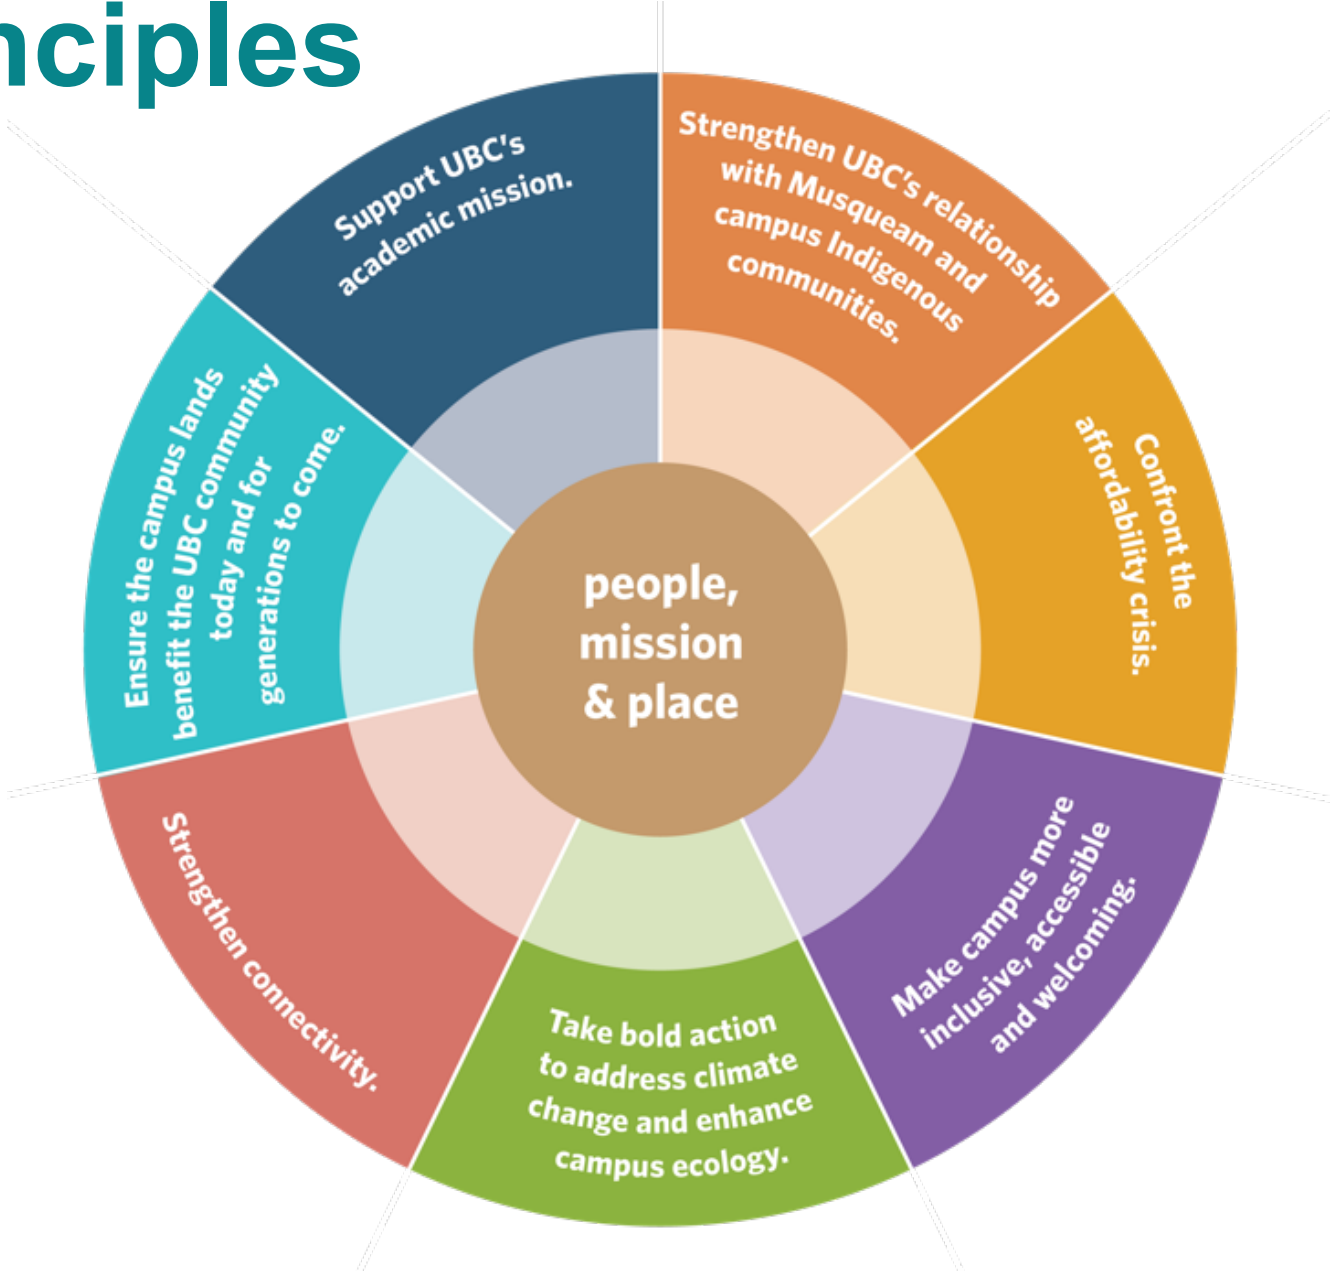 nciples
Support UBC's
academic mission.
Strengthen UBC's relationship
with Musqueam and
campus Indigenous
communities.
Confront the
affordability crisis.
Make campus more
inclusive, accessible
and welcoming.
Take bold action
to address climate
change and enhance
campus ecology.
Strengthen connectivity.
Ensure the campus lands
benefit the UBC community
today and for
generations to come.
people,
mission
& place